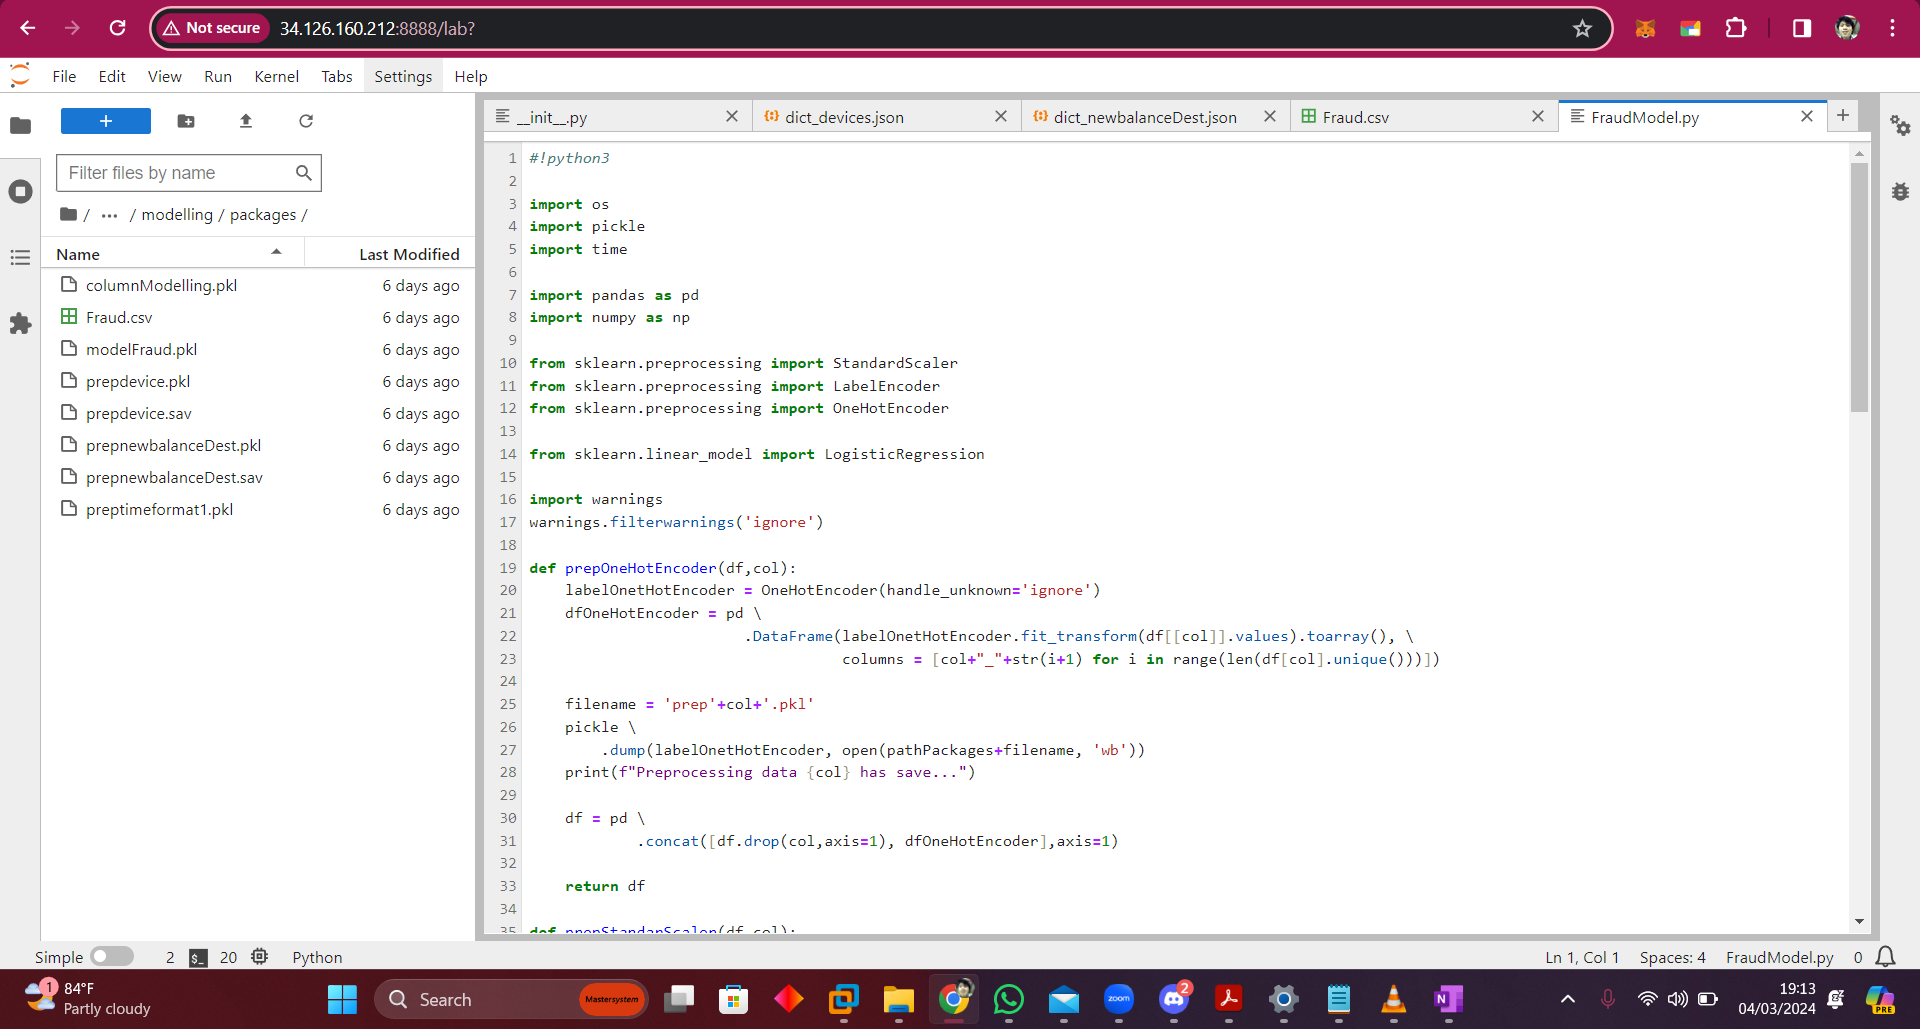 Not secure 34.126.160.212:8888/lab?
File Edit View Run Kernel Tabs Settings Help
Filter files by name
/ ... / modelling / packages /
Name Last Modified
columnModelling.pkl 6 days ago
Fraud.csv 6 days ago
modelFraud.pkl 6 days ago
prepdevice.pkl 6 days ago
prepdevice.sav 6 days ago
prepnewbalanceDest.pkl 6 days ago
prepnewbalanceDest.sav 6 days ago
preptimeformat1.pkl 6 days ago
__init__.py dict_devices.json dict_newbalanceDest.json Fraud.csv FraudModel.py
1 #!python3
2
3 import os
4 import pickle
5 import time
6
7 import pandas as pd
8 import numpy as np
9
10 from sklearn.preprocessing import StandardScaler
11 from sklearn.preprocessing import LabelEncoder
12 from sklearn.preprocessing import OneHotEncoder
13
14 from sklearn.linear_model import LogisticRegression
15
16 import warnings
17 warnings.filterwarnings('ignore')
18
19 def prepOneHotEncoder(df,col):
20     labelOnetHotEncoder = OneHotEncoder(handle_unknown='ignore')
21     dfOneHotEncoder = pd \
22                         .DataFrame(labelOnetHotEncoder.fit_transform(df[[col]].values).toarray(), \
23                                    columns = [col+"_"+str(i+1) for i in range(len(df[col].unique()))])
24
25     filename = 'prep'+col+'.pkl'
26     pickle \
27         .dump(labelOnetHotEncoder, open(pathPackages+filename, 'wb'))
28     print(f"Preprocessing data {col} has save...")
29
30     df = pd \
31             .concat([df.drop(col,axis=1), dfOneHotEncoder],axis=1)
32
33     return df
34
35 def prepStandarScaler(df,col):
Simple 2 $_ 20 Python Ln 1, Col 1 Spaces: 4 FraudModel.py 0
1 84°F
Partly cloudy
Search Mastersystem
zoom
2
N
19:13
04/03/2024
PRE